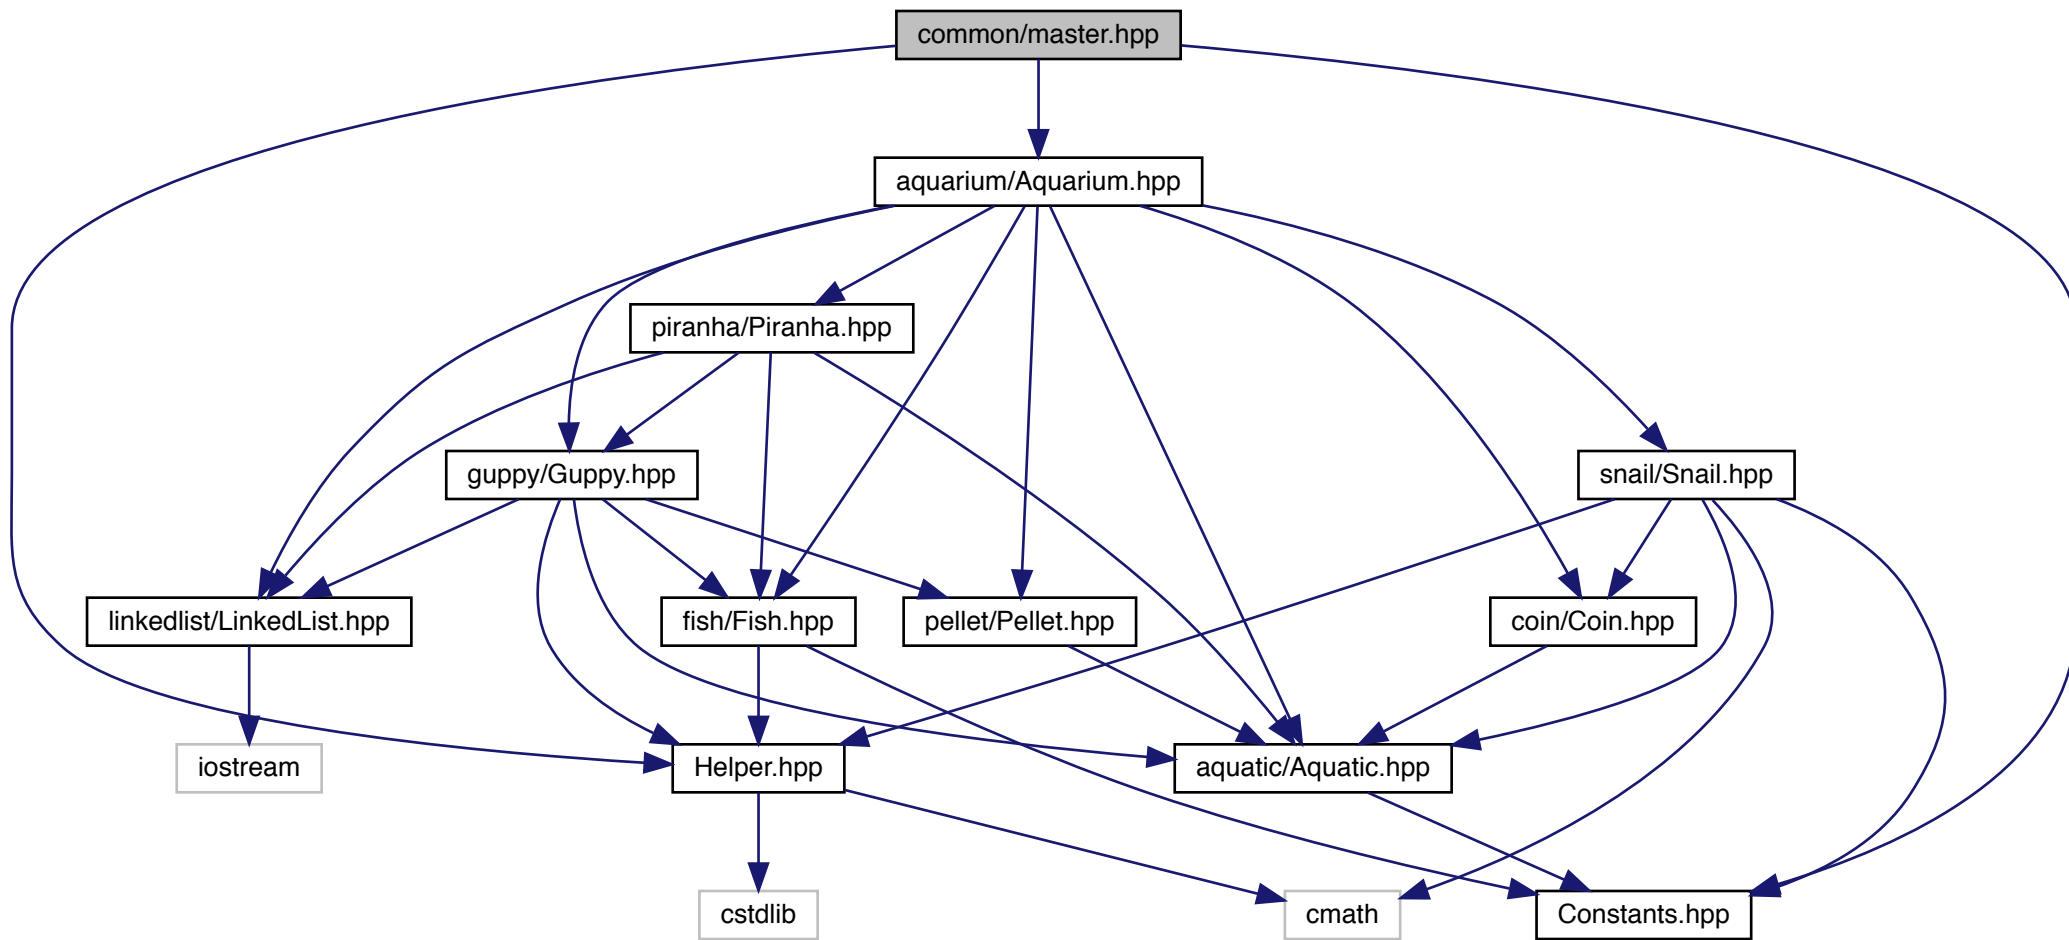 common/master.hpp
aquarium/Aquarium.hpp
piranha/Piranha.hpp
guppy/Guppy.hpp
snail/Snail.hpp
linkedlist/LinkedList.hpp
fish/Fish.hpp
pellet/Pellet.hpp
coin/Coin.hpp
iostream
Helper.hpp
aquatic/Aquatic.hpp
cstdlib
cmath
Constants.hpp